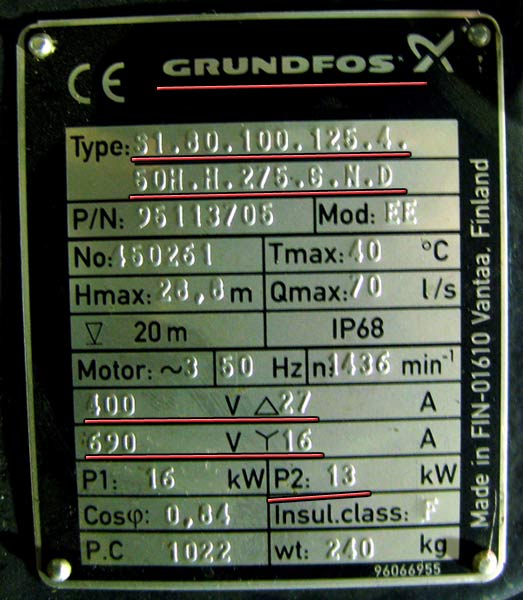 CE GRUNDFOS X
Type: S1.80.100.125.4.
50H.H.275.G.N.D
P/N: 95113705 Mod: EE
No: 450261 Tmax: 40 °C
Hmax: 28,8 m Qmax: 70 l/s
20 m IP68
Motor: ~3 50 Hz n: 1436 min-1
400 V △ 27 A
690 V Y 16 A
P1: 16 kW P2: 13 kW
Cosφ: 0,84 Insul.class: F
P.C 1022 wt: 240 kg
96066955
Made in FIN-01610 Vantaa. Finland